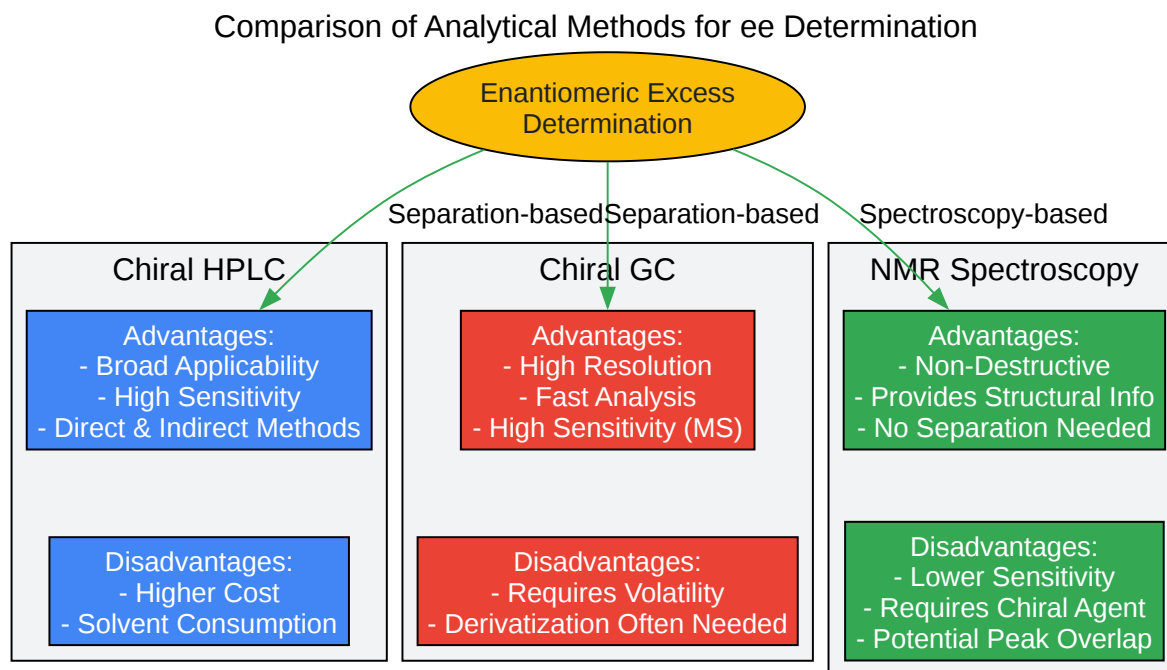 Comparison of Analytical Methods for ee Determination
Enantiomeric Excess
Determination
Separation-based
Separation-based
Spectroscopy-based
Chiral HPLC
Advantages:
- Broad Applicability
- High Sensitivity
- Direct & Indirect Methods
Disadvantages:
- Higher Cost
- Solvent Consumption
Chiral GC
Advantages:
- High Resolution
- Fast Analysis
- High Sensitivity (MS)
Disadvantages:
- Requires Volatility
- Derivatization Often Needed
NMR Spectroscopy
Advantages:
- Non-Destructive
- Provides Structural Info
- No Separation Needed
Disadvantages:
- Lower Sensitivity
- Requires Chiral Agent
- Potential Peak Overlap